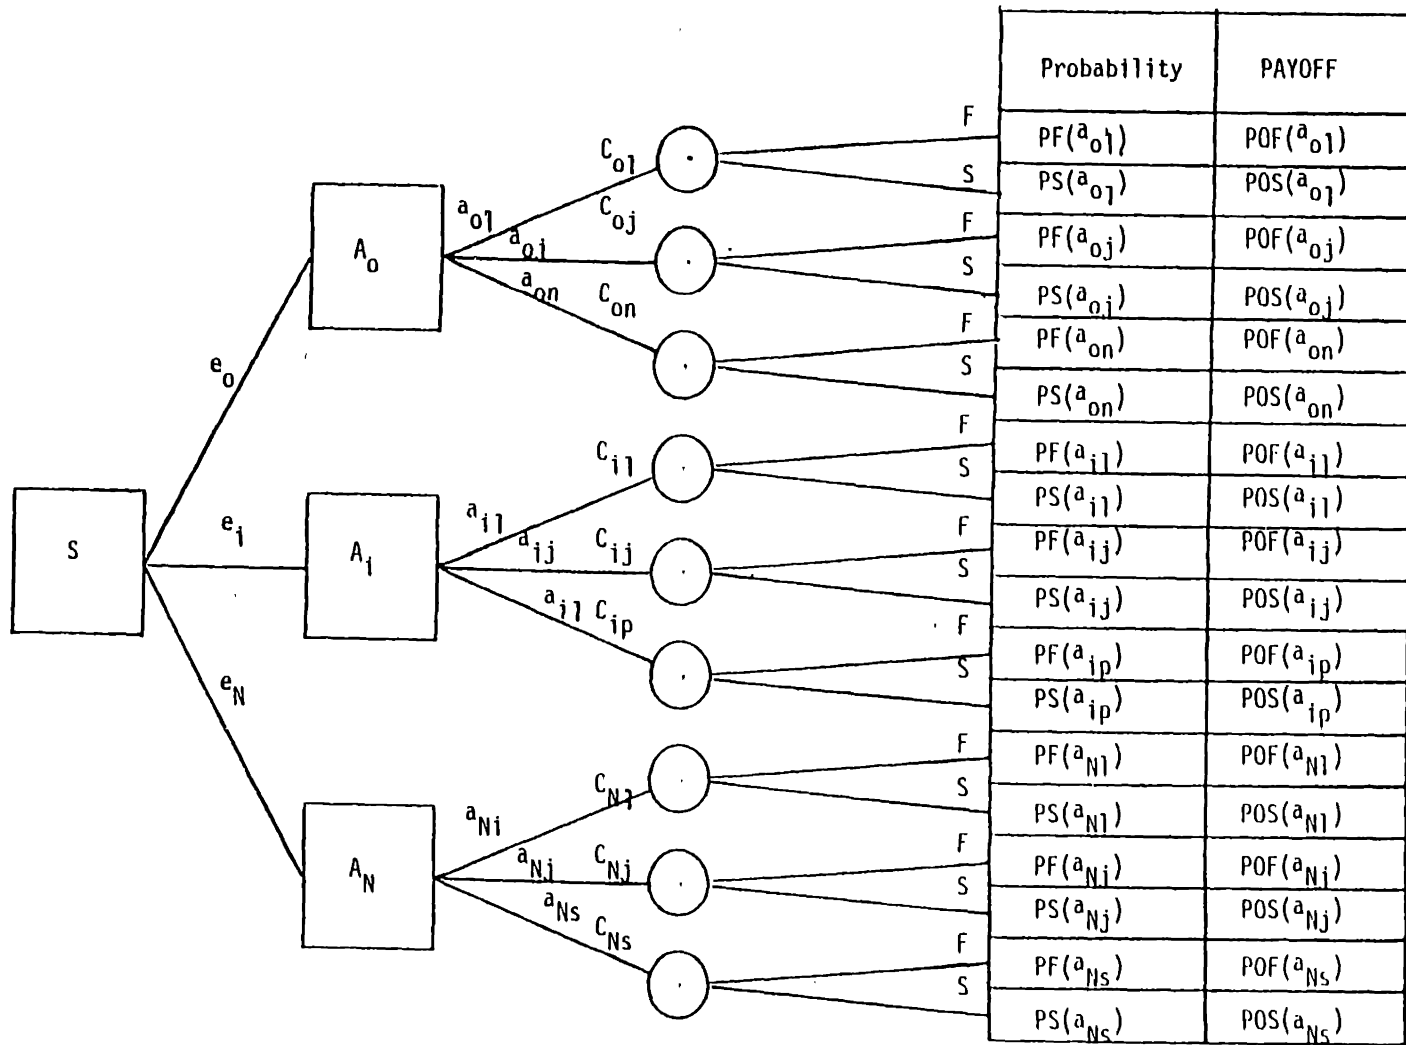 Probability PAYOFF
F
C_o1 PF(a_o1) POF(a_o1)
S
a_o1 C_oj PS(a_o1) POS(a_o1)
F
A_o a_oj PF(a_oj) POF(a_oj)
S
a_on C_on PS(a_oj) POS(a_oj)
F
PF(a_on) POF(a_on)
e_o S
PS(a_on) POS(a_on)
F
C_i1 PF(a_i1) POF(a_i1)
S
a_i1 PS(a_i1) POS(a_i1)
e_i F
S A_i a_ij C_ij PF(a_ij) POF(a_ij)
S
a_i1 C_ip PS(a_ij) POS(a_ij)
F
PF(a_ip) POF(a_ip)
S
e_N PS(a_ip) POS(a_ip)
F
PF(a_N1) POF(a_N1)
C_N1 S
a_Ni PS(a_N1) POS(a_N1)
F
A_N a_Nj C_Nj PF(a_Nj) POF(a_Nj)
S
a_Ns PS(a_Nj) POS(a_Nj)
C_Ns F
PF(a_Ns) POF(a_Ns)
S
PS(a_Ns) POS(a_Ns)